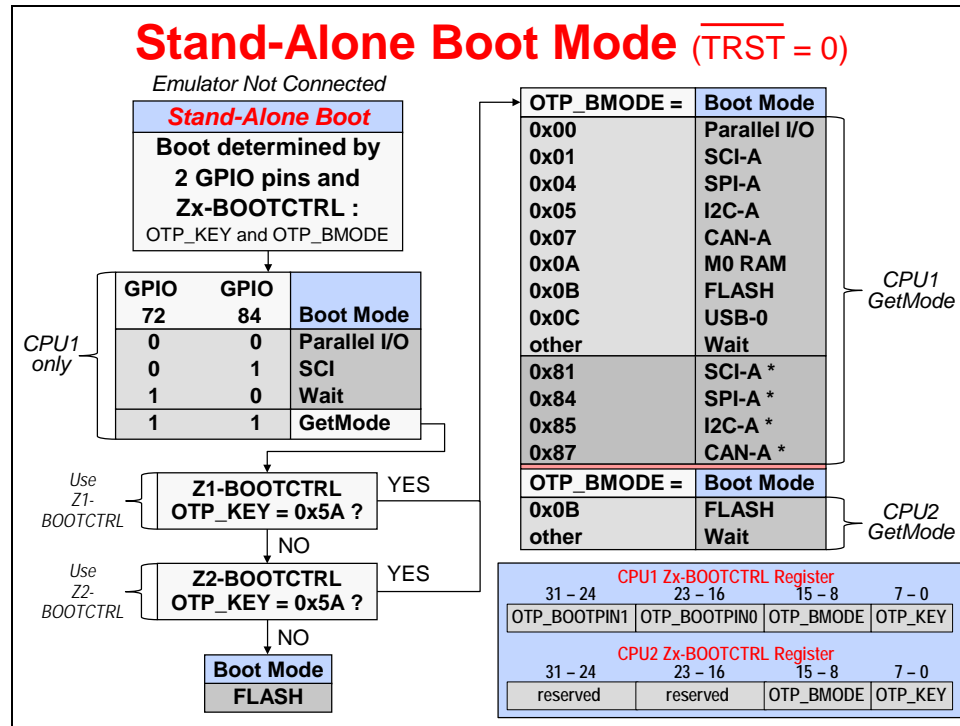 Stand-Alone Boot Mode (TRST = 0)
Emulator Not Connected
Stand-Alone Boot
Boot determined by
2 GPIO pins and
Zx-BOOTCTRL :
OTP_KEY and OTP_BMODE
CPU1
only
GPIO GPIO
72 84 Boot Mode
0 0 Parallel I/O
0 1 SCI
1 0 Wait
1 1 GetMode
Use
Z1-
BOOTCTRL
Z1-BOOTCTRL
OTP_KEY = 0x5A ?
YES
NO
Use
Z2-
BOOTCTRL
Z2-BOOTCTRL
OTP_KEY = 0x5A ?
YES
NO
Boot Mode
FLASH
OTP_BMODE = Boot Mode
0x00 Parallel I/O
0x01 SCI-A
0x04 SPI-A
0x05 I2C-A
0x07 CAN-A
0x0A M0 RAM
0x0B FLASH
0x0C USB-0
other Wait
0x81 SCI-A *
0x84 SPI-A *
0x85 I2C-A *
0x87 CAN-A *
CPU1
GetMode
OTP_BMODE = Boot Mode
0x0B FLASH
other Wait
CPU2
GetMode
CPU1 Zx-BOOTCTRL Register
31 – 24 23 – 16 15 – 8 7 – 0
OTP_BOOTPIN1 OTP_BOOTPIN0 OTP_BMODE OTP_KEY
CPU2 Zx-BOOTCTRL Register
31 – 24 23 – 16 15 – 8 7 – 0
reserved reserved OTP_BMODE OTP_KEY